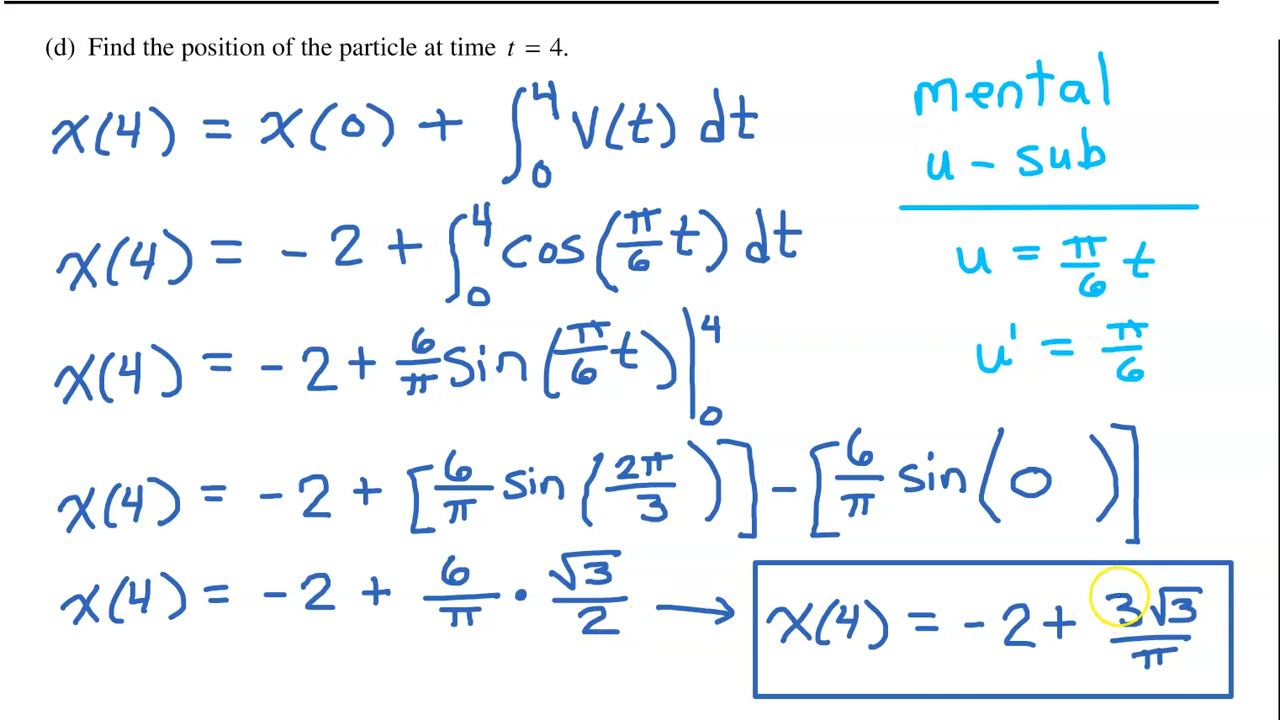 (d) Find the position of the particle at time t = 4.
x(4) = x(0) + ∫₀⁴ v(t) dt
x(4) = -2 + ∫₀⁴ cos(π/6 t) dt
x(4) = -2 + 6/π sin(π/6 t) |₀⁴
x(4) = -2 + [6/π sin(2π/3)] - [6/π sin(0)]
x(4) = -2 + 6/π • √3/2 → x(4) = -2 + 3√3/π
mental
u - sub
u = π/6 t
u' = π/6